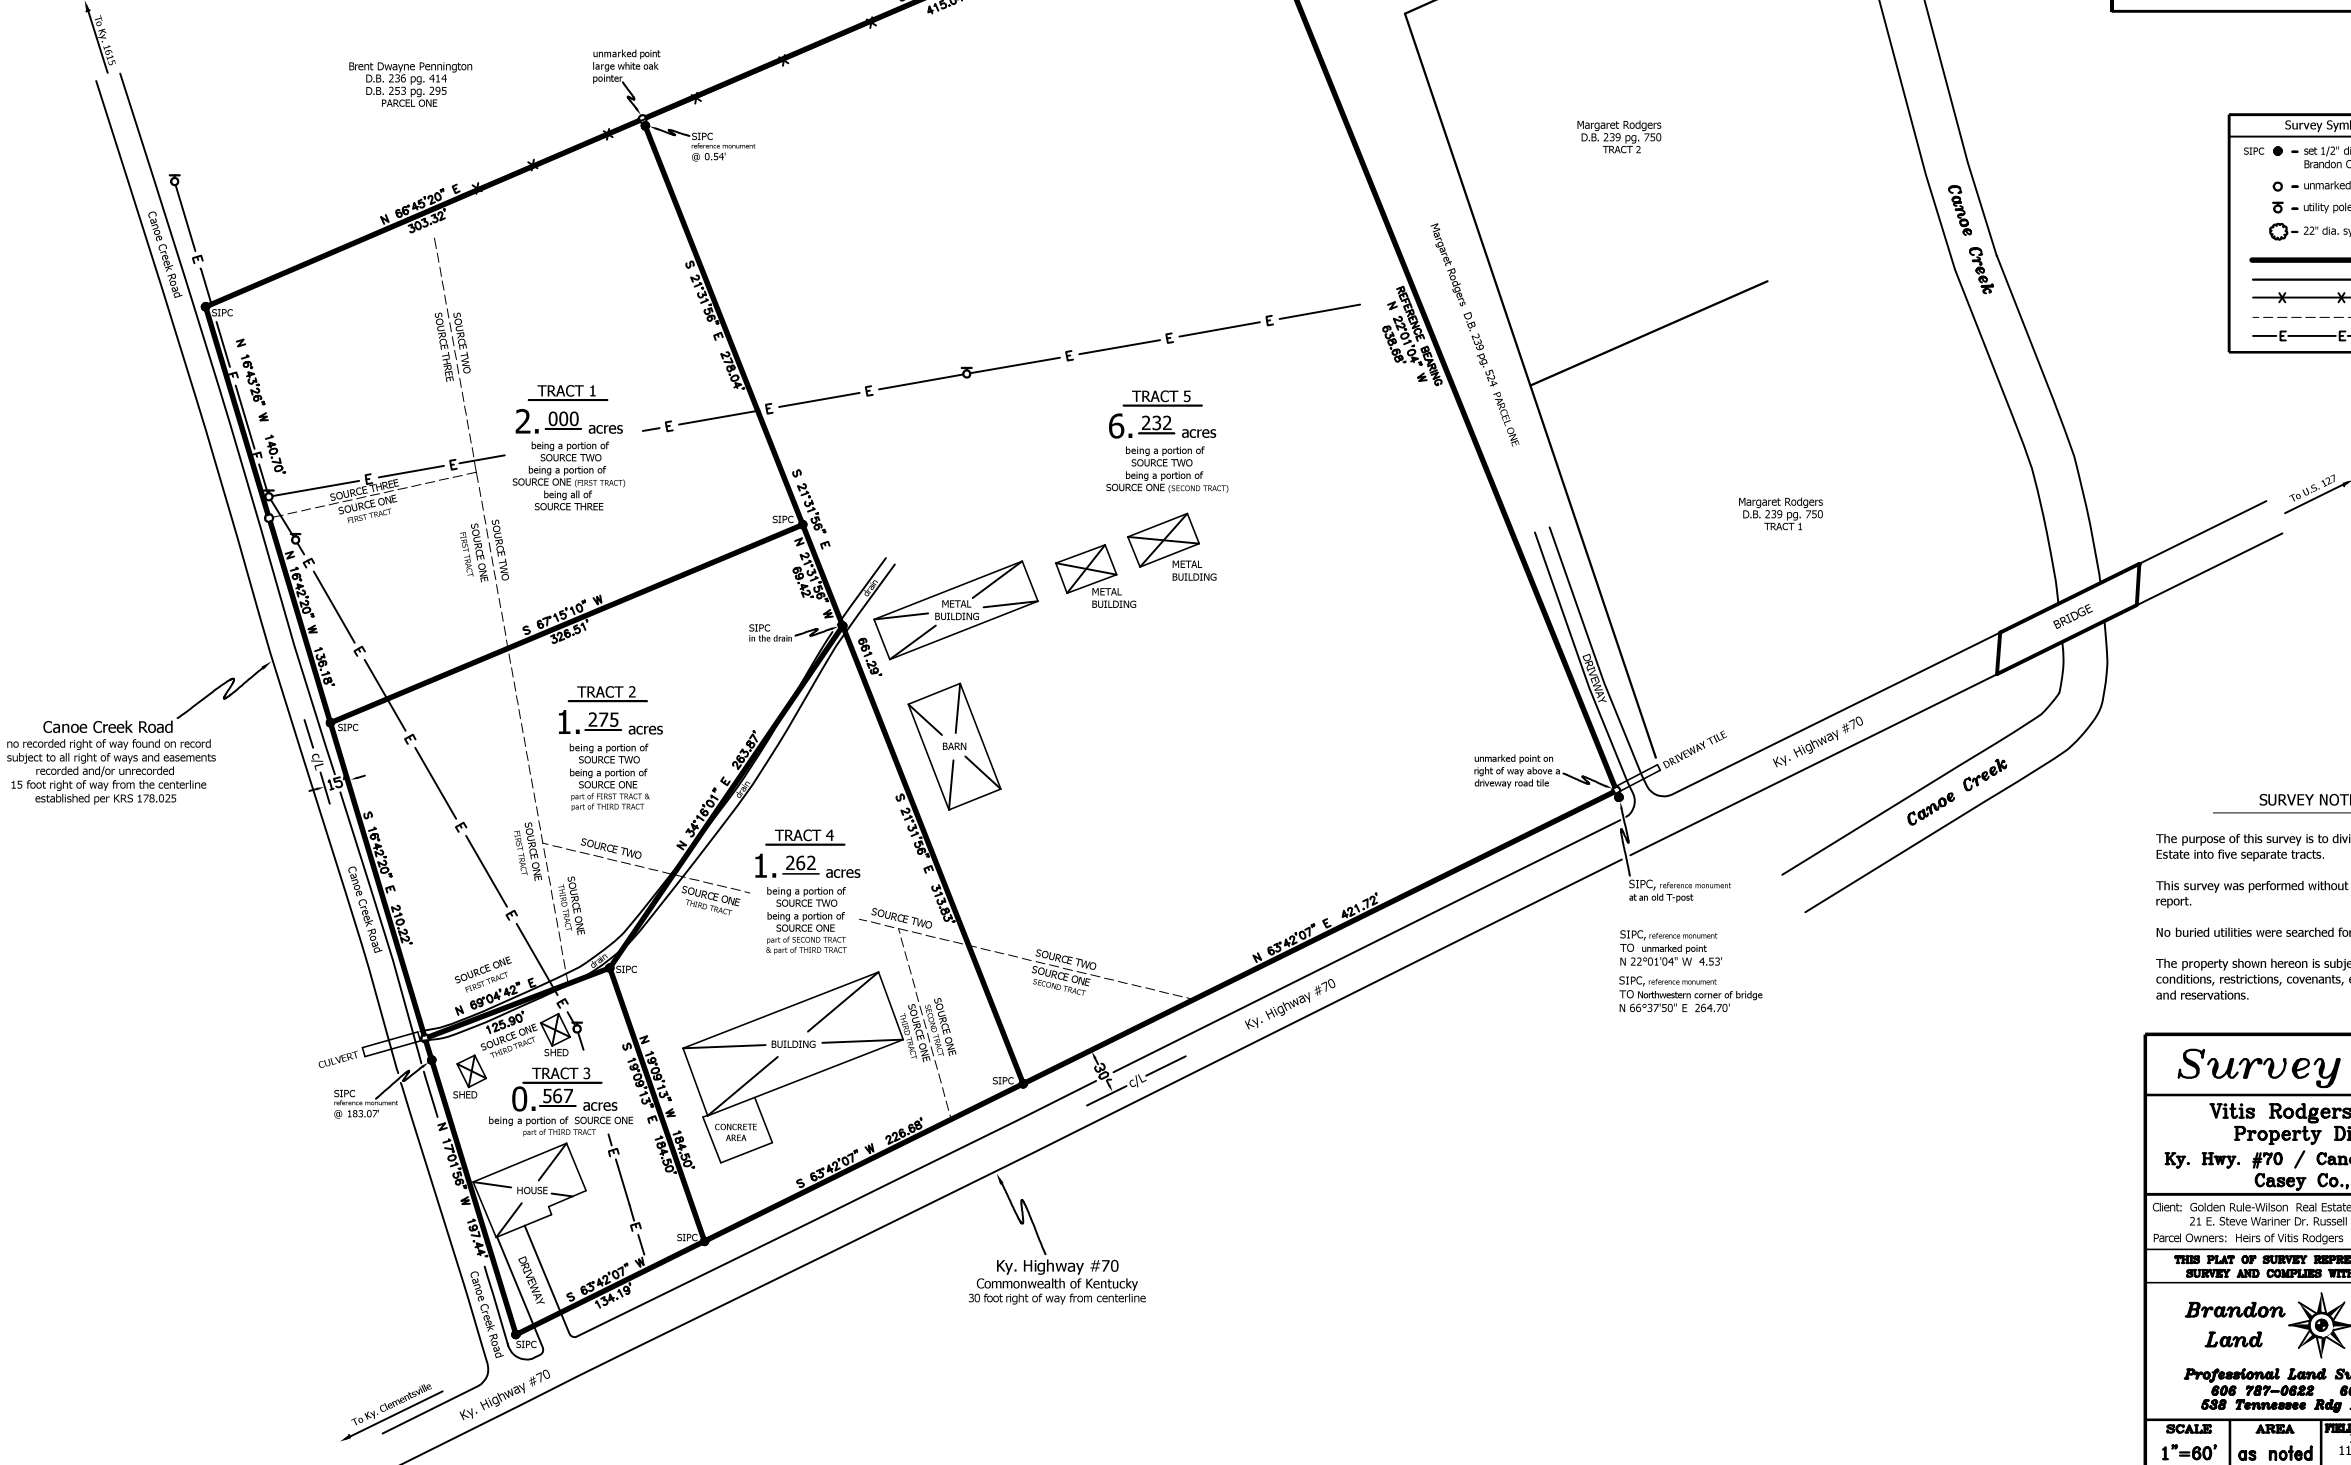 To Ky. 1615
Brent Dwayne Pennington
D.B. 236 pg. 414
D.B. 253 pg. 295
PARCEL ONE
unmarked point
large white oak
pointer
SIPC
reference monument
@ 0.54'
N 66°45'20" E
303.32'
Canoe Creek Road
E
SIPC
N 16°43'26" W 140.70'
E
E
SOURCE TWO
SOURCE THREE
S 21°31'56" E 278.04'
TRACT 1
2. 000 acres
being a portion of
SOURCE TWO
being a portion of
SOURCE ONE (FIRST TRACT)
being all of
SOURCE THREE
E
E
E
E
E
E
E
E
SOURCE THREE
SOURCE ONE
FIRST TRACT
SOURCE TWO
SOURCE ONE
FIRST TRACT
E
E
E
E
E
E
E
E
N 16°42'20" W 136.18'
S 67°15'10" W
326.51'
SIPC
S 21°31'56" E
N 21°31'56" W
69.42'
661.29'
SIPC
in the drain
drain
TRACT 5
6. 232 acres
being a portion of
SOURCE TWO
being a portion of
SOURCE ONE (SECOND TRACT)
METAL
BUILDING
METAL
BUILDING
METAL
BUILDING
BARN
REFERENCE BEARING
N 22°01'04" W
638.68'
Margaret Rodgers D.B. 239 pg. 524 PARCEL ONE
Margaret Rodgers
D.B. 239 pg. 750
TRACT 2
Margaret Rodgers
D.B. 239 pg. 750
TRACT 1
Canoe Creek
To U.S. 127
BRIDGE
DRIVEWAY
DRIVEWAY TILE
Ky. Highway #70
Canoe Creek
unmarked point on
right of way above a
driveway road tile
SIPC, reference monument
at an old T-post
SIPC, reference monument
TO unmarked point
N 22°01'04" W 4.53'
SIPC, reference monument
TO Northwestern corner of bridge
N 66°37'50" E 264.70'
Canoe Creek Road
no recorded right of way found on record
subject to all right of ways and easements
recorded and/or unrecorded
15 foot right of way from the centerline
established per KRS 178.025
SIPC
c/L
15'
S 16°42'20" E 210.22'
Canoe Creek Road
TRACT 2
1. 275 acres
being a portion of
SOURCE TWO
being a portion of
SOURCE ONE
part of FIRST TRACT &
part of THIRD TRACT
N 34°16'01" E 263.87'
drain
SOURCE ONE
FIRST TRACT
SOURCE TWO
SOURCE ONE
THIRD TRACT
SOURCE ONE
THIRD TRACT
TRACT 4
1. 262 acres
being a portion of
SOURCE TWO
being a portion of
SOURCE ONE
part of SECOND TRACT
& part of THIRD TRACT
S 21°31'56" E 313.83'
SOURCE TWO
SOURCE TWO
SOURCE ONE
SECOND TRACT
SOURCE ONE
SECOND TRACT
SOURCE ONE
THIRD TRACT
N 63°42'07" E 421.72'
Ky. Highway #70
SOURCE ONE
FIRST TRACT
drain
SIPC
N 69°04'42" E
125.90'
SOURCE ONE
THIRD TRACT
CULVERT
SHED
SHED
SIPC
reference monument
@ 183.07'
TRACT 3
0. 567 acres
being a portion of SOURCE ONE
part of THIRD TRACT
N 19°09'13" W 184.50'
S 19°09'13" E 184.50'
BUILDING
CONCRETE
AREA
N 17°01'56" W 197.44'
HOUSE
DRIVEWAY
SIPC
SIPC
30'
c/L
S 63°42'07" W 226.68'
S 63°42'07" W
134.19'
SIPC
Canoe Creek Road
Ky. Highway #70
Commonwealth of Kentucky
30 foot right of way from centerline
To Ky. Clementsville
Ky. Highway #70
Survey Sym
SIPC – set 1/2" di
Brandon C
– unmarked
– utility pole
– 22" dia. sy
X X
E E
SURVEY NOT
The purpose of this survey is to divi
Estate into five separate tracts.
This survey was performed without
report.
No buried utilities were searched for
The property shown hereon is subje
conditions, restrictions, covenants, e
and reservations.
Survey
Vitis Rodgers
Property Di
Ky. Hwy. #70 / Cano
Casey Co.,
Client: Golden Rule-Wilson Real Estate
21 E. Steve Wariner Dr. Russell
Parcel Owners: Heirs of Vitis Rodgers
THIS PLAT OF SURVEY REPRE
SURVEY AND COMPLIES WITH
Brandon
Land
Professional Land Su
606 787-0622 6
538 Tennessee Rdg
SCALE
1"=60'
AREA
as noted
FIELD
11